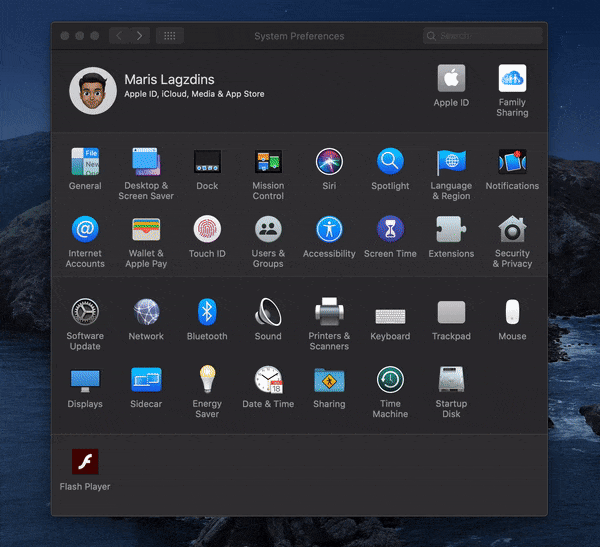 System Preferences
Search
Maris Lagzdins
Apple ID, iCloud, Media & App Store
Apple ID
Family
Sharing
File
New
General
Desktop &
Screen Saver
Dock
Mission
Control
Siri
Spotlight
Language
& Region
Notifications
Internet
Accounts
Wallet &
Apple Pay
Touch ID
Users &
Groups
Accessibility
Screen Time
Extensions
Security
& Privacy
Software
Update
Network
Bluetooth
Sound
Printers &
Scanners
Keyboard
Trackpad
Mouse
Displays
Sidecar
Energy
Saver
18
Date & Time
Sharing
Time
Machine
Startup
Disk
Flash Player